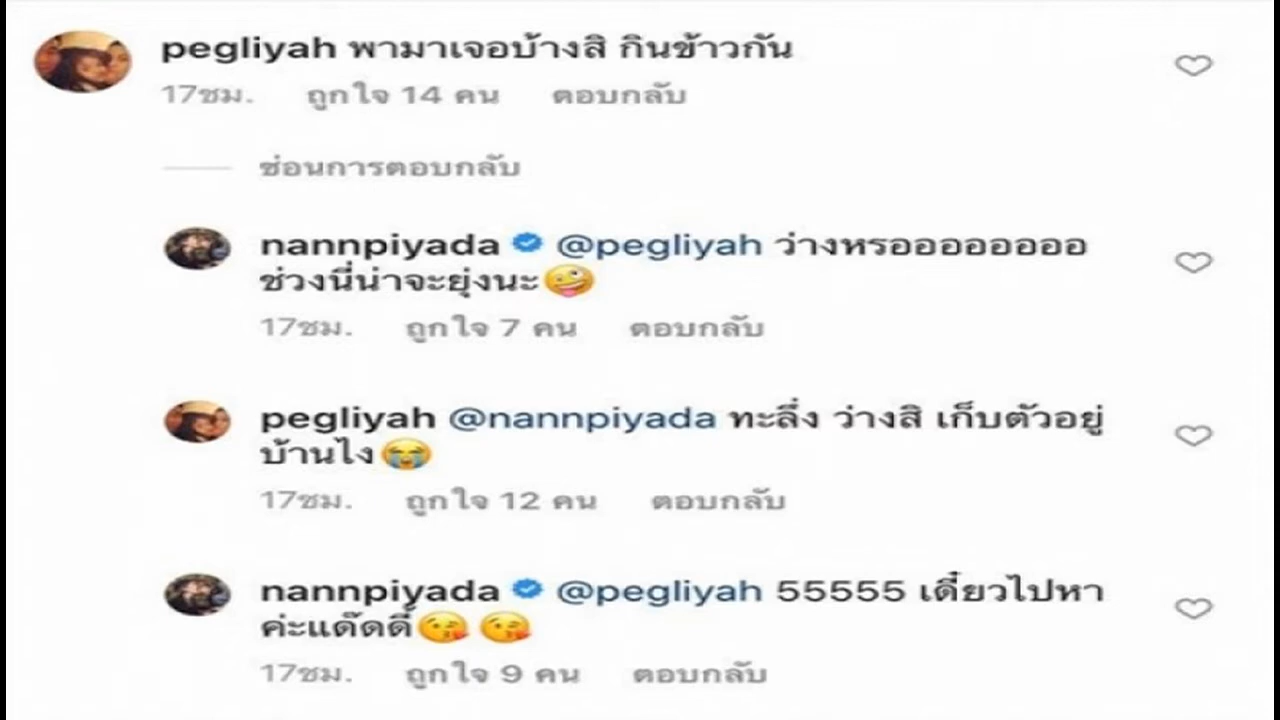 pegliyah พามาเจอบ้างสิ กินข้าวกัน
17ชม. ถูกใจ 14 คน ตอบกลับ
ซ่อนการตอบกลับ
nannpiyada @pegliyah ว่างหรออออออออ
ช่วงนี่น่าจะยุ่งนะ🤪
17ชม. ถูกใจ 7 คน ตอบกลับ
pegliyah @nannpiyada ทะลึ่ง ว่างสิ เก็บตัวอยู่
บ้านไง😭
17ชม. ถูกใจ 12 คน ตอบกลับ
nannpiyada @pegliyah 55555 เดี๋ยวไปหา
ค่ะแด๊ดดี้😘 😘
17ชม. ถูกใจ 9 คน ตอบกลับ